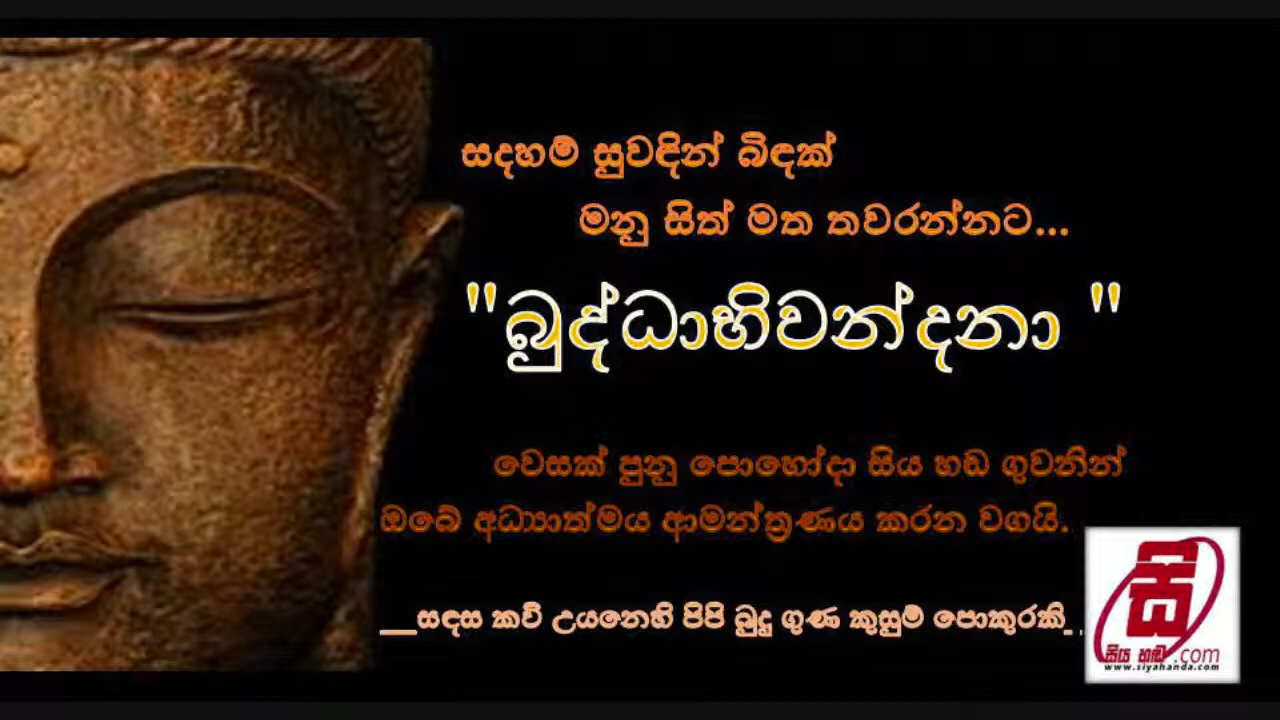 සදහම් සුවඳින් බිඳක්
මනු සිත් මත තවරන්නට...
"බුද්ධාභිවන්දනා "
වෙසක් පුනු පොහෝදා සිය හඬ ගුවනින්
ඔබේ අධ්‍යාත්මය ආමන්ත්‍රණය කරන වගයි.
__සඳස කව් උයනෙහි පිපි බුදු ගුණ කුසුම් පොකුරකි_ .
සි
සිය හඬ .com
www.siyahanda.com